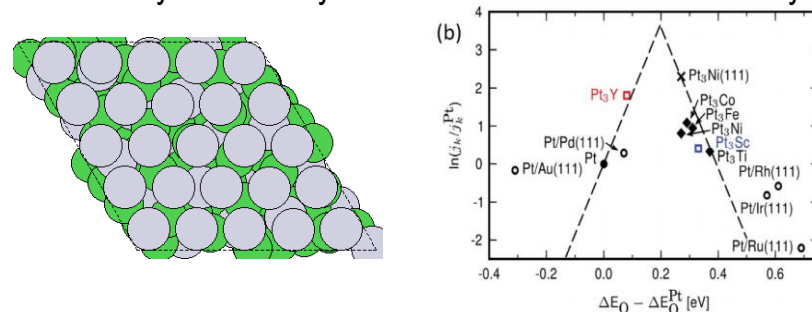 (b)
4
3
2
1
0
-1
-2
ln(jk/jkPt)
Pt3Ni(111)
Pt3Y
Pt3Co
Pt3Fe
Pt3Ni
Pt/Pd(111)
Pt3Sc
Pt
Pt3Ti
Pt/Au(111)
Pt/Rh(111)
Pt/Ir(111)
Pt/Ru(111)
-0.4 -0.2 0.0 0.2 0.4 0.6
ΔEO − ΔEOPt [eV]